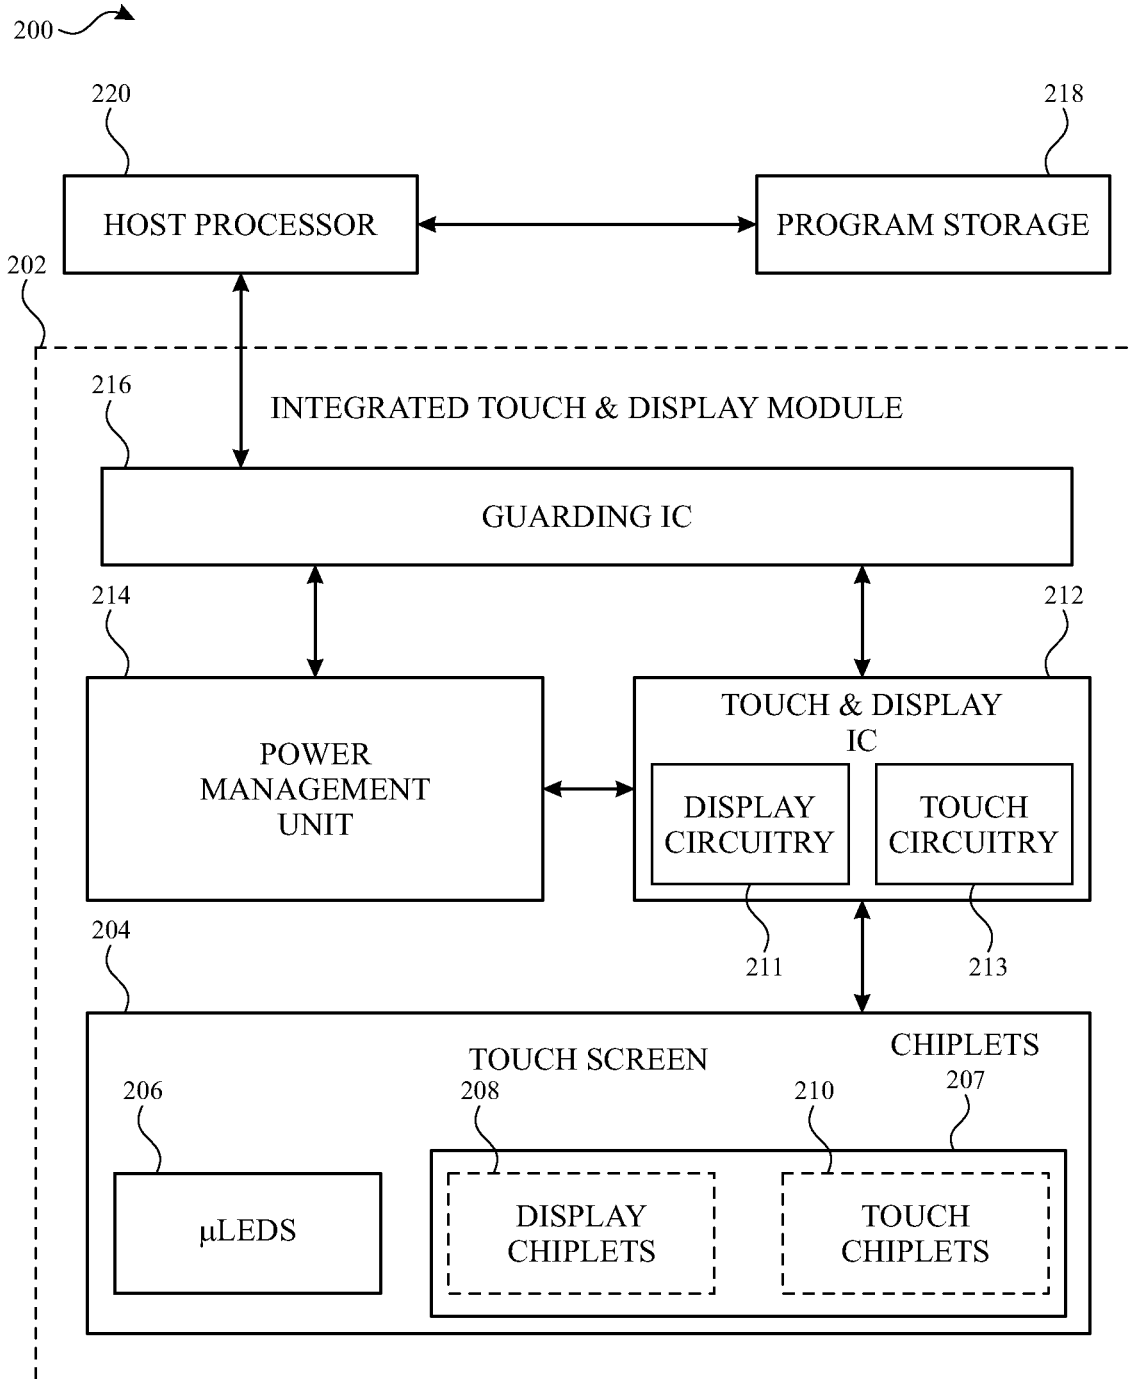 200
220
218
HOST PROCESSOR
PROGRAM STORAGE
202
216
INTEGRATED TOUCH & DISPLAY MODULE
GUARDING IC
214
212
POWER
MANAGEMENT
UNIT
TOUCH & DISPLAY
IC
DISPLAY
CIRCUITRY
TOUCH
CIRCUITRY
211
213
204
TOUCH SCREEN
CHIPLETS
206
208
210
207
μLEDS
DISPLAY
CHIPLETS
TOUCH
CHIPLETS